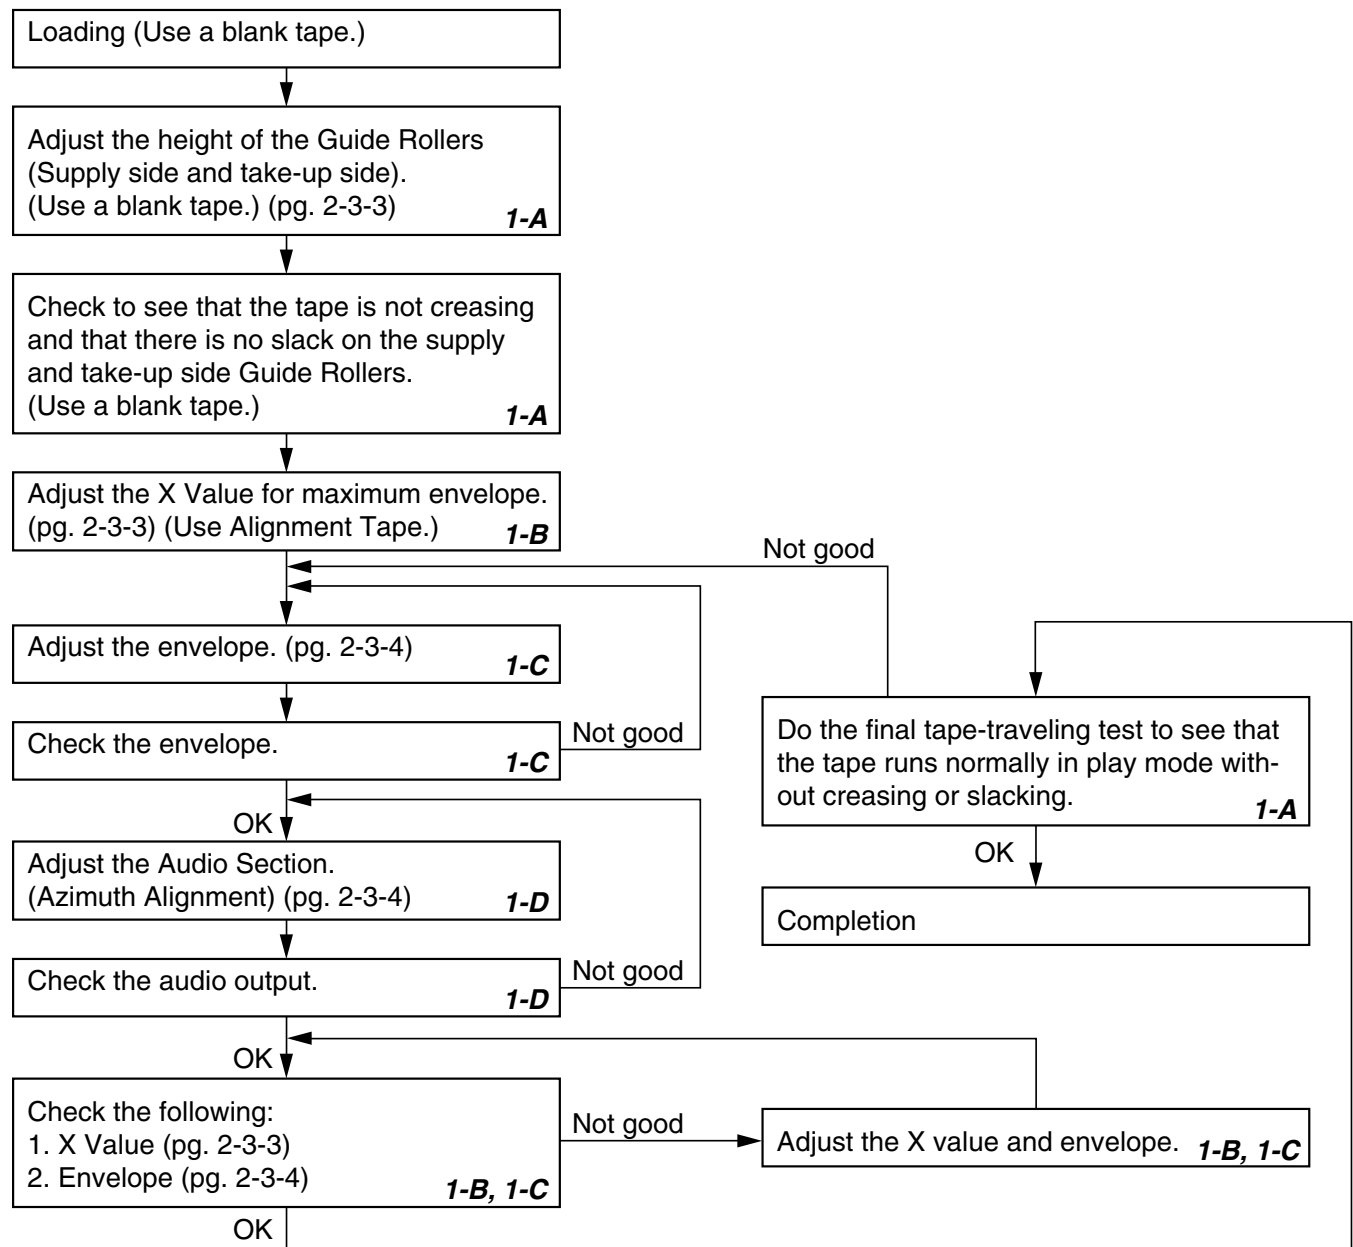 Loading (Use a blank tape.)
Adjust the height of the Guide Rollers
(Supply side and take-up side).
(Use a blank tape.) (pg. 2-3-3)
1-A
Check to see that the tape is not creasing
and that there is no slack on the supply
and take-up side Guide Rollers.
(Use a blank tape.)
1-A
Adjust the X Value for maximum envelope.
(pg. 2-3-3) (Use Alignment Tape.)
1-B
Adjust the envelope. (pg. 2-3-4)
1-C
Check the envelope.
1-C
Not good
OK
Adjust the Audio Section.
(Azimuth Alignment) (pg. 2-3-4)
1-D
Check the audio output.
1-D
Not good
OK
Check the following:
1. X Value (pg. 2-3-3)
2. Envelope (pg. 2-3-4)
1-B, 1-C
OK
Not good
Adjust the X value and envelope.
1-B, 1-C
Not good
Do the final tape-traveling test to see that
the tape runs normally in play mode with-
out creasing or slacking.
1-A
OK
Completion